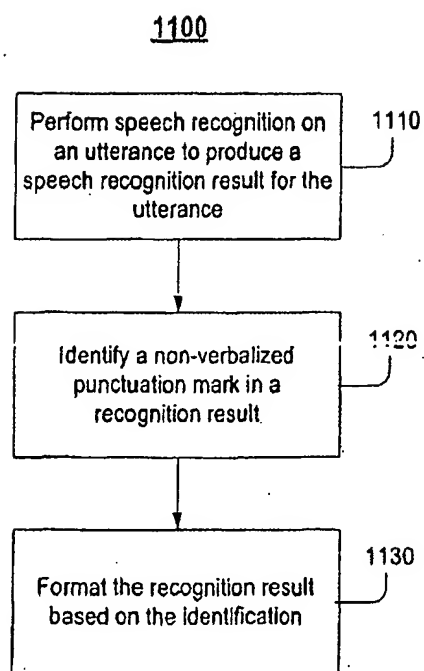 1100
Perform speech recognition on
an utterance to produce a
speech recognition result for the
utterance
1110
Identify a non-verbalized
punctuation mark in a
recognition result
1120
Format the recognition result
based on the identification
1130